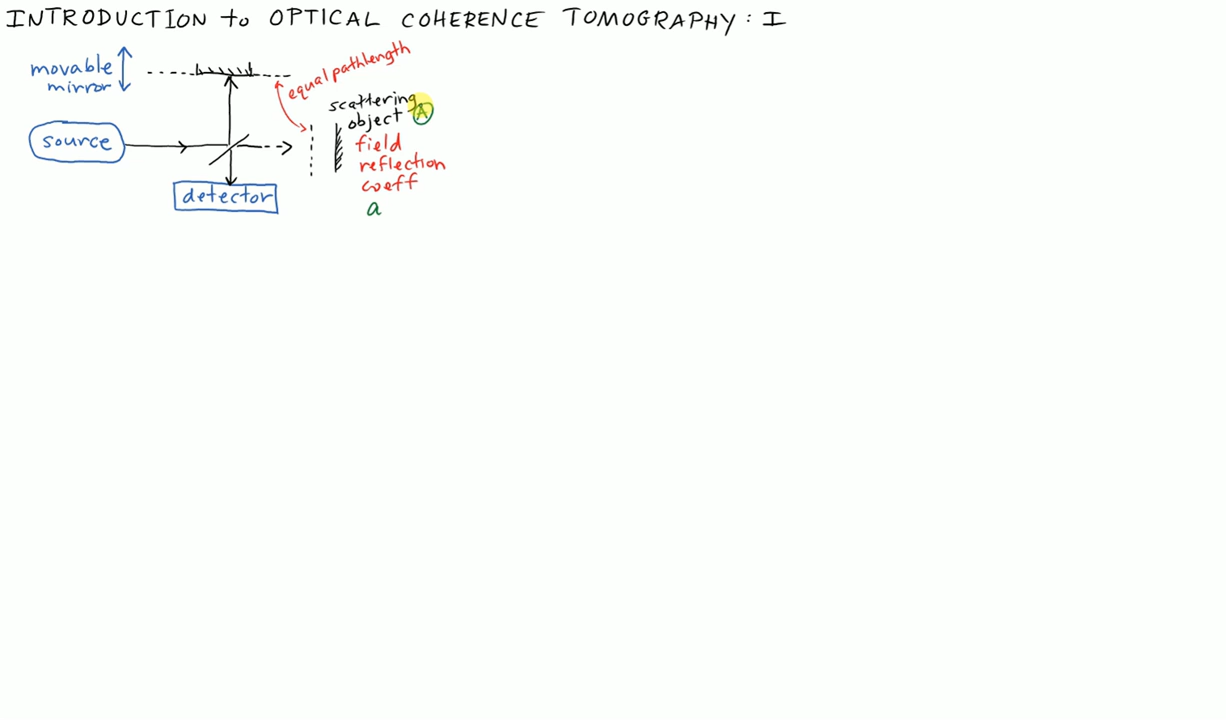 INTRODUCTION to OPTICAL COHERENCE TOMOGRAPHY: I
movable
mirror
equal pathlength
scattering
object A
source
field
reflection
coeff
a
detector